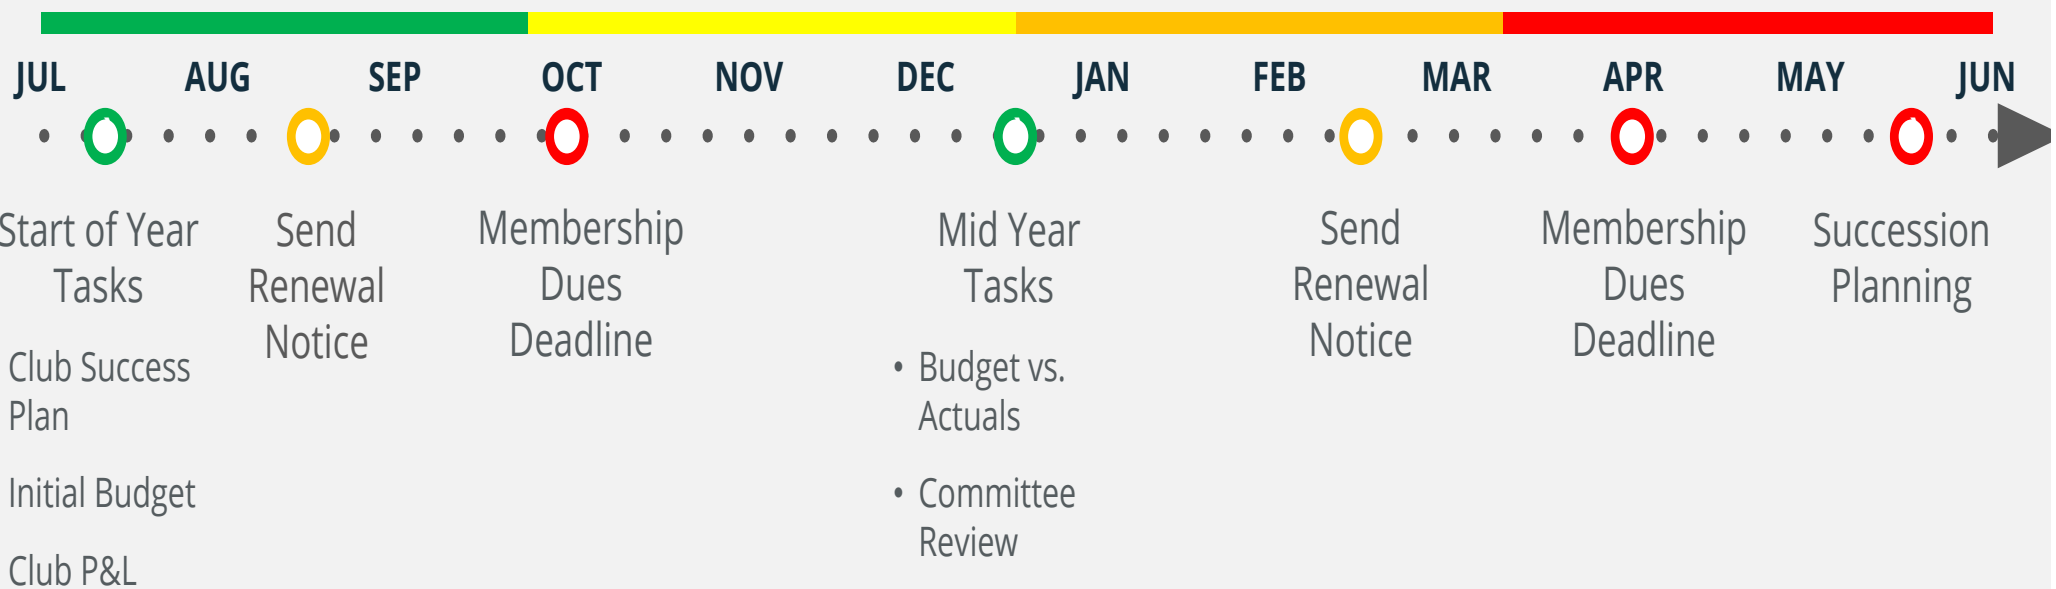 JUL AUG SEP OCT NOV DEC JAN FEB MAR APR MAY JUN
Start of Year
Tasks
Club Success
Plan
Initial Budget
Club P&L
Send
Renewal
Notice
Membership
Dues
Deadline
Mid Year
Tasks
• Budget vs.
Actuals
• Committee
Review
Send
Renewal
Notice
Membership
Dues
Deadline
Succession
Planning